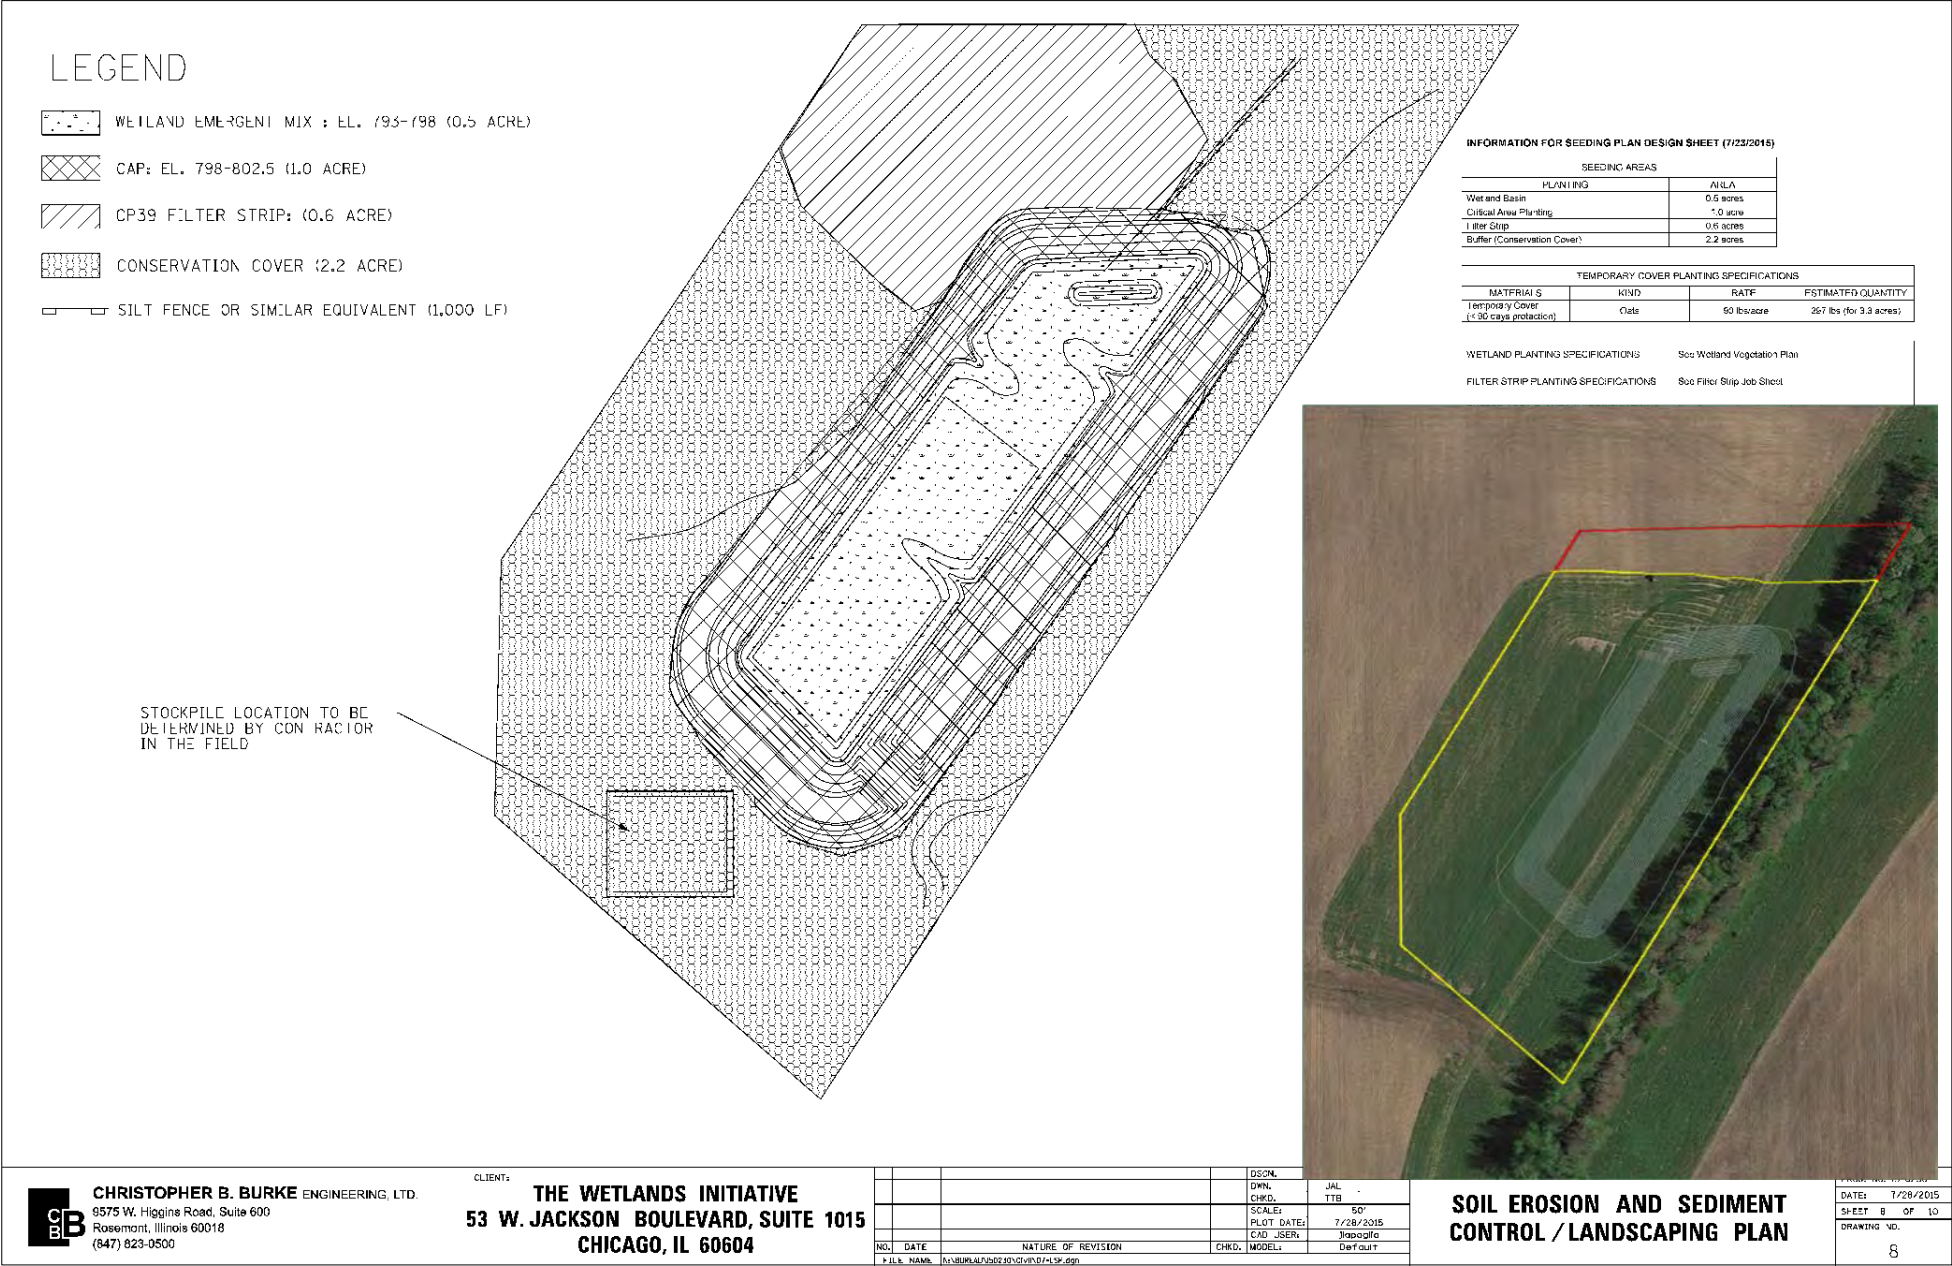 LEGEND
WETLAND EMERGENT MIX : EL. 793-798 (0.5 ACRE)
CAP: EL. 798-802.5 (1.0 ACRE)
CP39 FILTER STRIP: (0.6 ACRE)
CONSERVATION COVER (2.2 ACRE)
SILT FENCE OR SIMILAR EQUIVALENT (1,000 LF)
STOCKPILE LOCATION TO BE
DETERMINED BY CON RACTOR
IN THE FIELD
INFORMATION FOR SEEDING PLAN DESIGN SHEET (7/23/2015)
SEEDING AREAS
PLANTING AREA
Wetland Basin 0.5 acres
Critical Area Planting 1.0 acre
Filter Strip 0.6 acres
Buffer (Conservation Cover) 2.2 acres
TEMPORARY COVER PLANTING SPECIFICATIONS
MATERIALS KIND RATE ESTIMATED QUANTITY
Temporary Cover
(< 90 days protection) Oats 90 lbs/acre 297 lbs (for 3.3 acres)
WETLAND PLANTING SPECIFICATIONS See Wetland Vegetation Plan
FILTER STRIP PLANTING SPECIFICATIONS See Filter Strip Job Sheet
CBBL
CHRISTOPHER B. BURKE ENGINEERING, LTD.
9575 W. Higgins Road, Suite 600
Rosemont, Illinois 60018
(847) 823-0500
CLIENT:
THE WETLANDS INITIATIVE
53 W. JACKSON BOULEVARD, SUITE 1015
CHICAGO, IL 60604
NO. DATE NATURE OF REVISION CHKD.
FILE NAME
DSGN.
DWN. JAL
CHKD. TTB
SCALE: 50'
PLOT DATE: 7/28/2015
CAD USER: jlapaglia
MODEL: Default
SOIL EROSION AND SEDIMENT
CONTROL / LANDSCAPING PLAN
DATE: 7/28/2015
SHEET 8 OF 10
DRAWING NO.
8